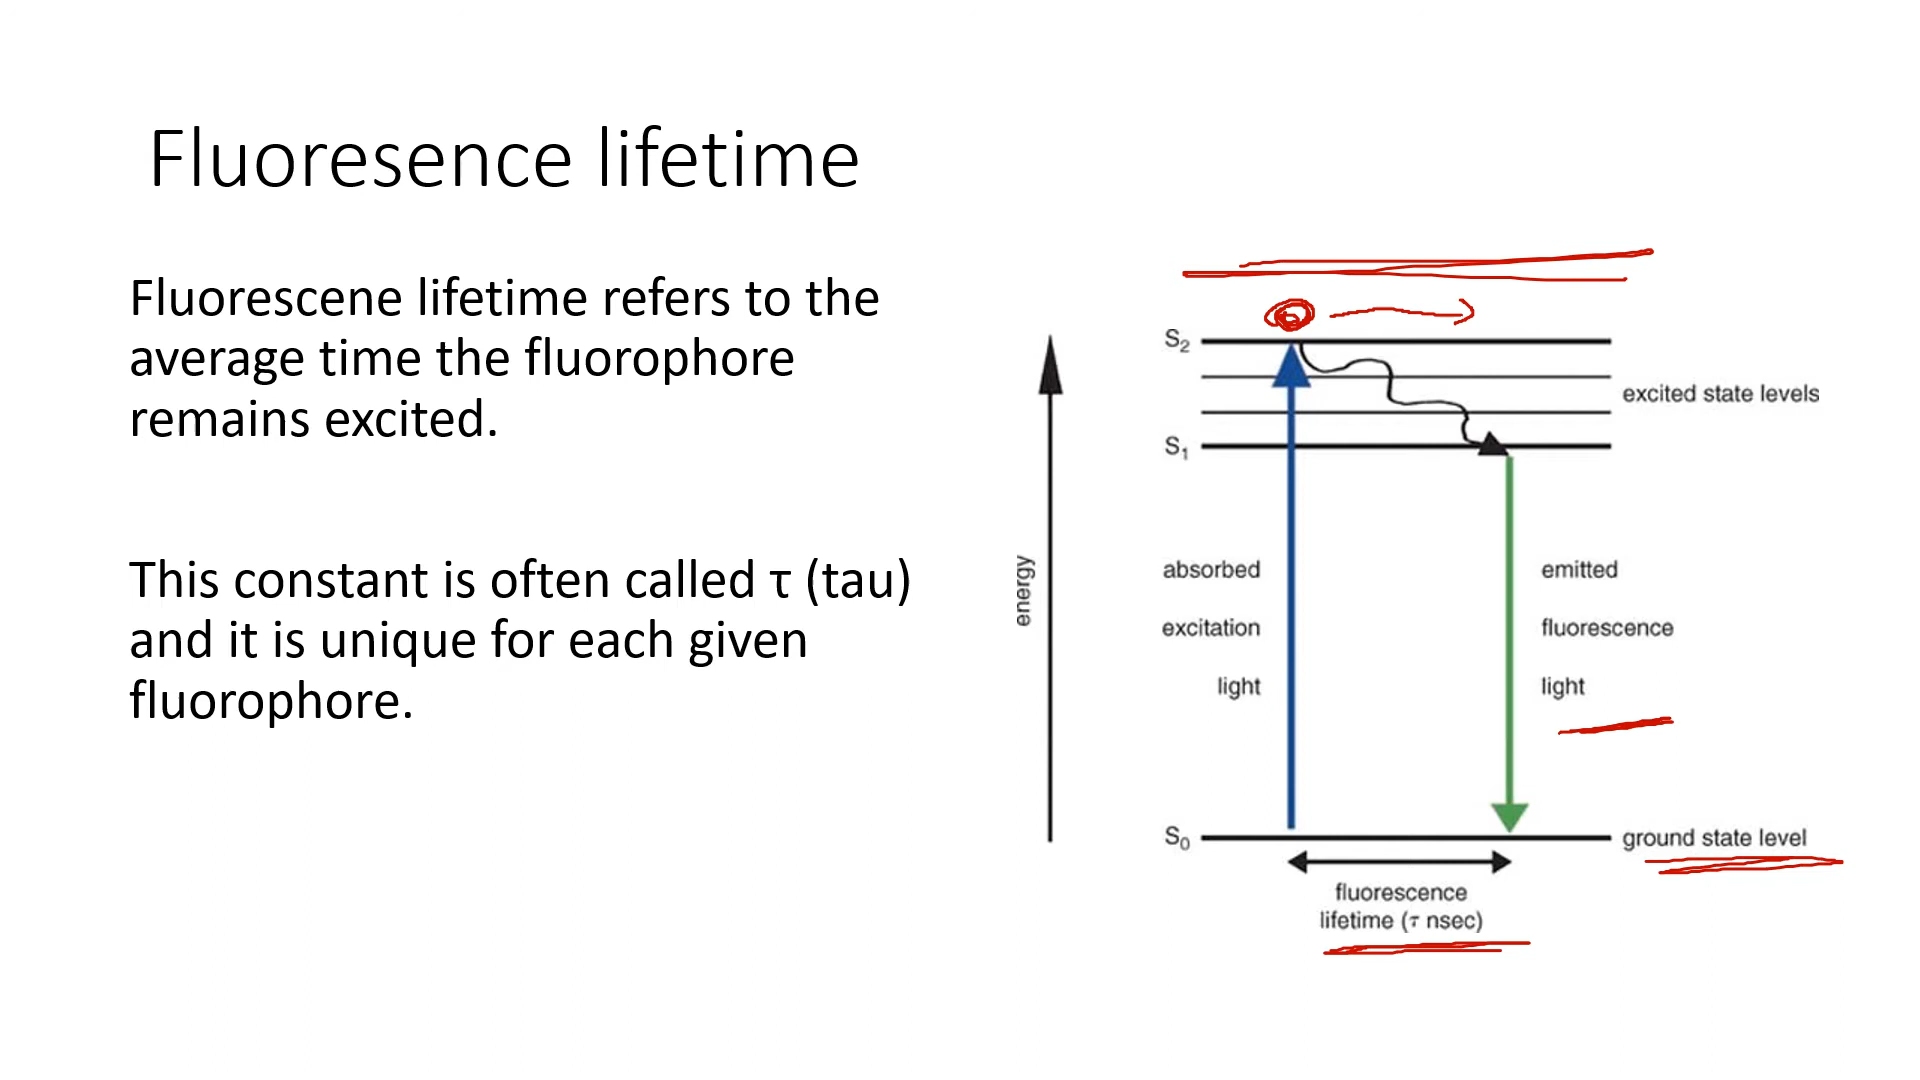 Fluoresence lifetime
Fluorescene lifetime refers to the
average time the fluorophore
remains excited.
This constant is often called τ (tau)
and it is unique for each given
fluorophore.
energy
S₂
excited state levels
S₁
absorbed
excitation
light
emitted
fluorescence
light
S₀
ground state level
fluorescence
lifetime (τ nsec)